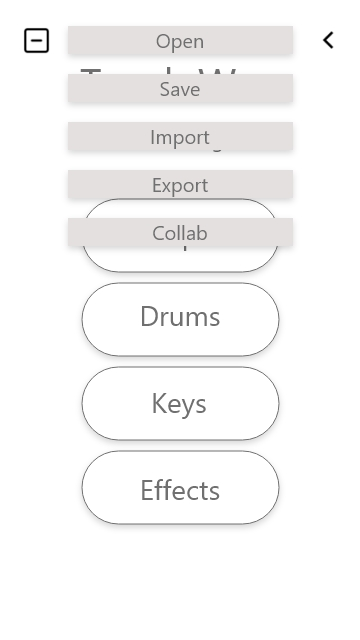 Open
Save
Import
Export
Collab
Drums
Keys
Effects